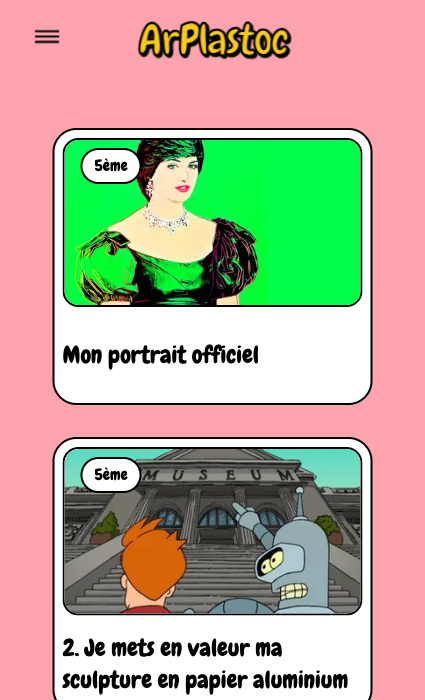 ArPlastoc
5ème
Mon portrait officiel
5ème
MUSEUM
2. Je mets en valeur ma
sculpture en papier aluminium